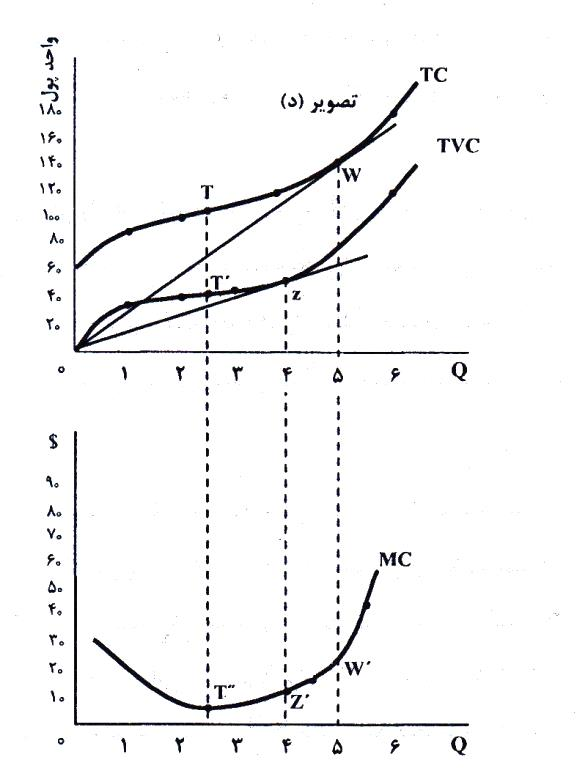 واحد پول
TC
تصویر (د)
۱۸۰
۱۶۰
TVC
۱۴۰
W
۱۲۰
T
۱۰۰
۸۰
۶۰
T′
۴۰
z
۲۰
۰ ۱ ۲ ۳ ۴ ۵ ۶ Q
$
۹۰
۸۰
۷۰
۶۰
MC
۵۰
۴۰
۳۰
۲۰
W′
۱۰
T″
Z′
۰ ۱ ۲ ۳ ۴ ۵ ۶ Q